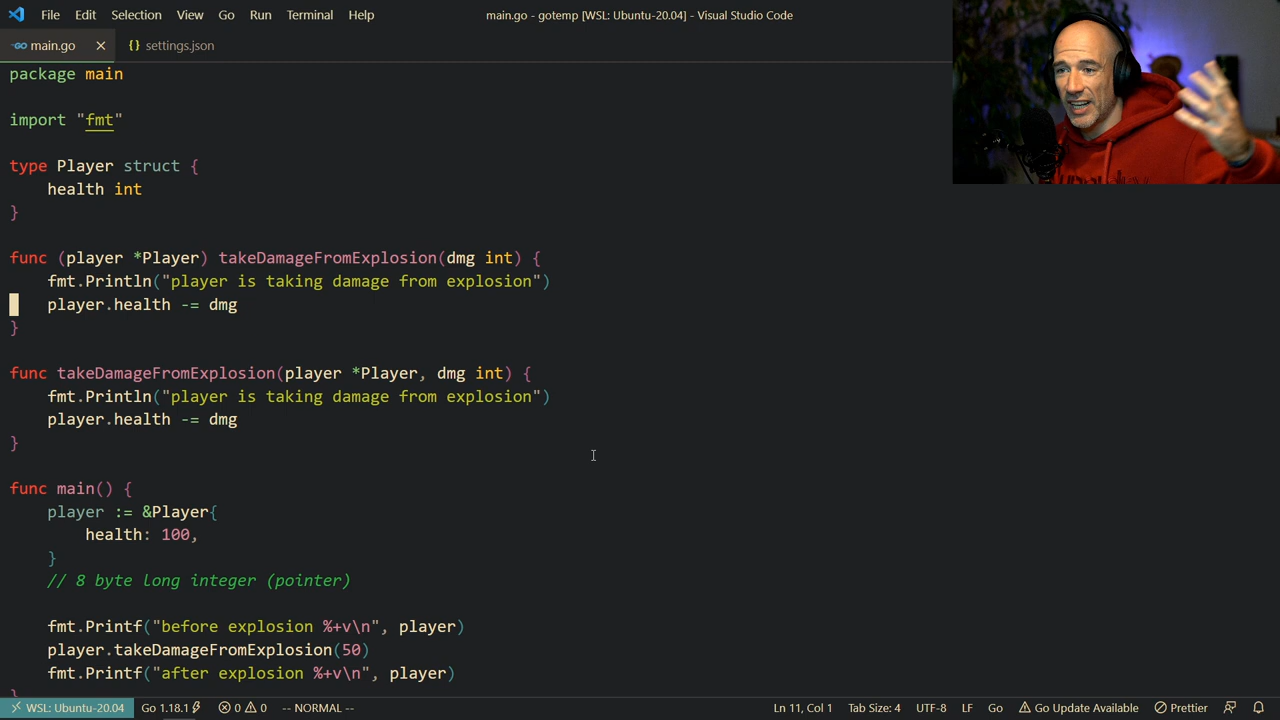 File Edit Selection View Go Run Terminal Help
main.go - gotemp [WSL: Ubuntu-20.04] - Visual Studio Code
main.go
{} settings.json
package main
import "fmt"
type Player struct {
health int
}
func (player *Player) takeDamageFromExplosion(dmg int) {
fmt.Println("player is taking damage from explosion")
player.health -= dmg
}
func takeDamageFromExplosion(player *Player, dmg int) {
fmt.Println("player is taking damage from explosion")
player.health -= dmg
}
func main() {
player := &Player{
health: 100,
}
// 8 byte long integer (pointer)
fmt.Printf("before explosion %+v\n", player)
player.takeDamageFromExplosion(50)
fmt.Printf("after explosion %+v\n", player)
}
WSL: Ubuntu-20.04 Go 1.18.1 0 0 -- NORMAL -- Ln 11, Col 1 Tab Size: 4 UTF-8 LF Go Go Update Available Prettier